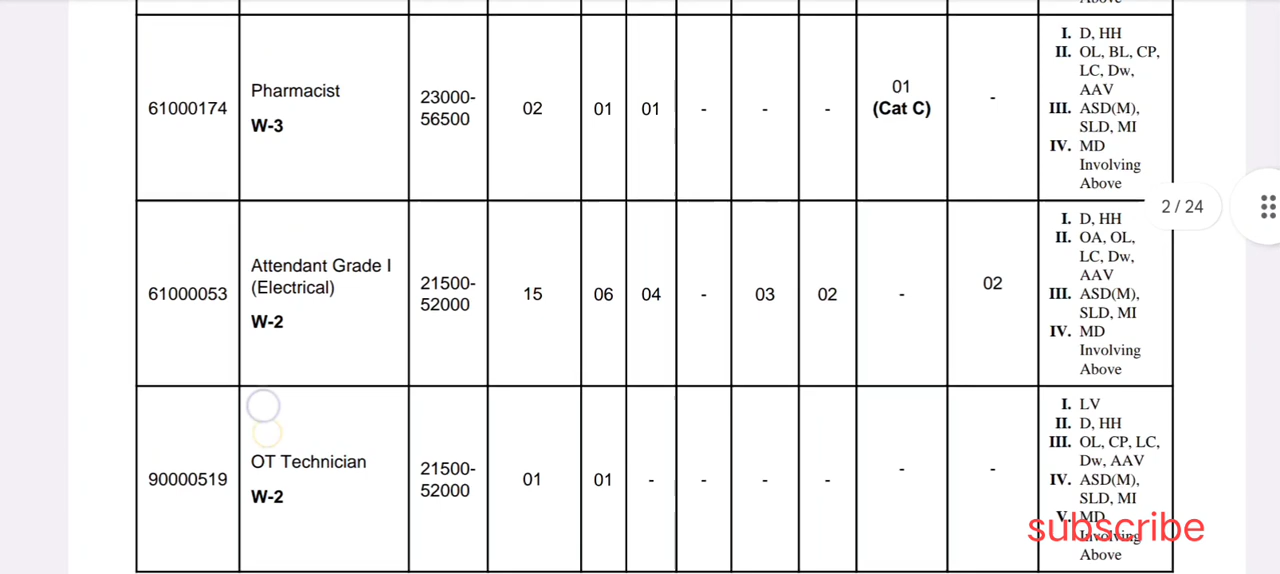 Above
61000174
Pharmacist
W-3
23000-
56500
02
01
01
-
-
-
01
(Cat C)
-
I. D, HH
II. OL, BL, CP,
LC, Dw,
AAV
III. ASD(M),
SLD, MI
IV. MD
Involving
Above
2 / 24
61000053
Attendant Grade I
(Electrical)
W-2
21500-
52000
15
06
04
-
03
02
-
02
I. D, HH
II. OA, OL,
LC, Dw,
AAV
III. ASD(M),
SLD, MI
IV. MD
Involving
Above
90000519
OT Technician
W-2
21500-
52000
01
01
-
-
-
-
-
-
I. LV
II. D, HH
III. OL, CP, LC,
Dw, AAV
IV. ASD(M),
SLD, MI
V. MD
Involving
Above
subscribe